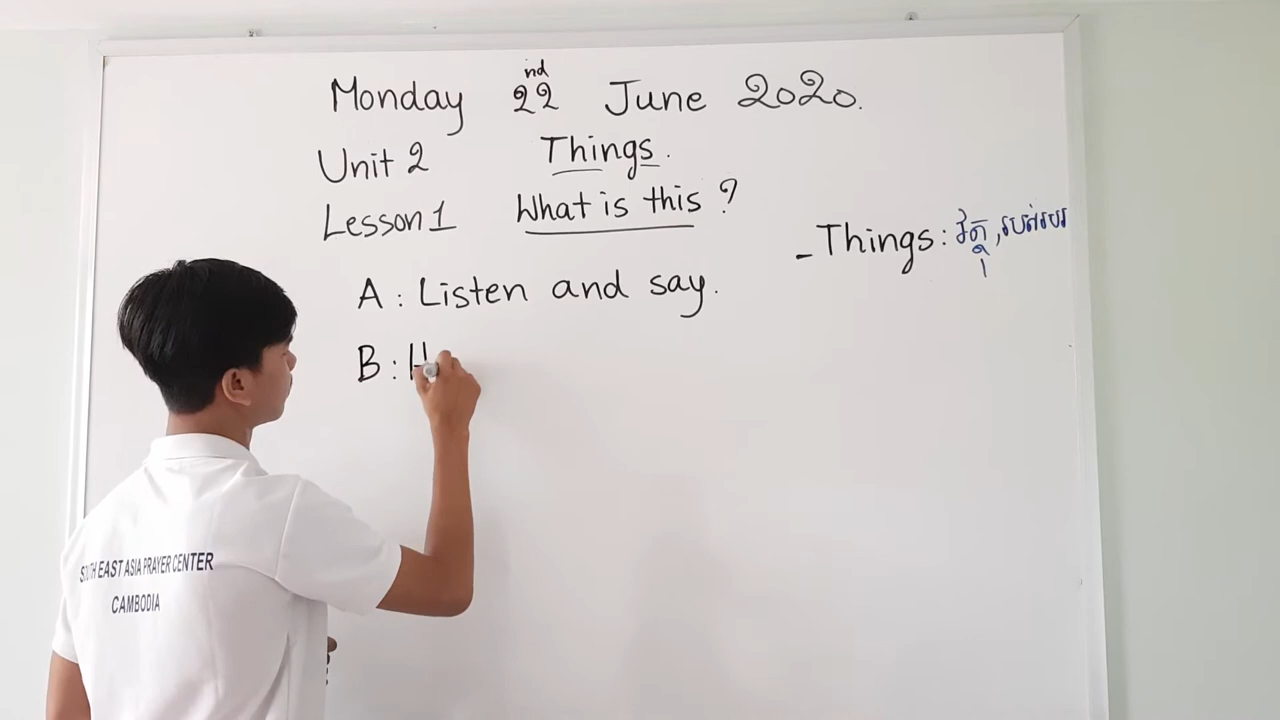 Monday 22nd June 2020.
Unit 2 Things.
Lesson 1 What is this ?
- Things : វត្ថុ , របស់របរ
A : Listen and say.
B : H
SOUTH EAST ASIA PRAYER CENTER
CAMBODIA